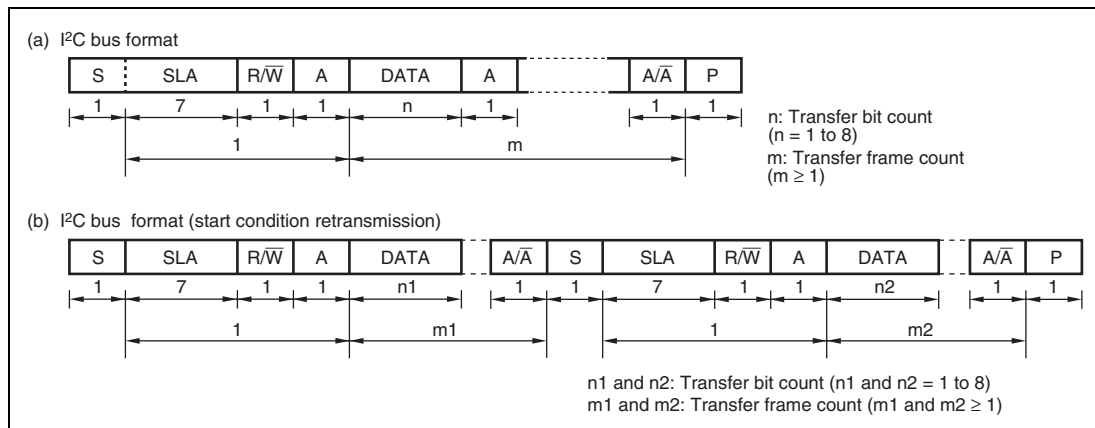 (a) I²C bus format
S SLA R/W̅ A DATA A A/A̅ P
1 7 1 1 n 1 1 1
1 m
n: Transfer bit count
(n = 1 to 8)
m: Transfer frame count
(m ≥ 1)
(b) I²C bus format (start condition retransmission)
S SLA R/W̅ A DATA A/A̅ S SLA R/W̅ A DATA A/A̅ P
1 7 1 1 n1 1 1 7 1 1 n2 1 1
1 m1 1 m2
n1 and n2: Transfer bit count (n1 and n2 = 1 to 8)
m1 and m2: Transfer frame count (m1 and m2 ≥ 1)